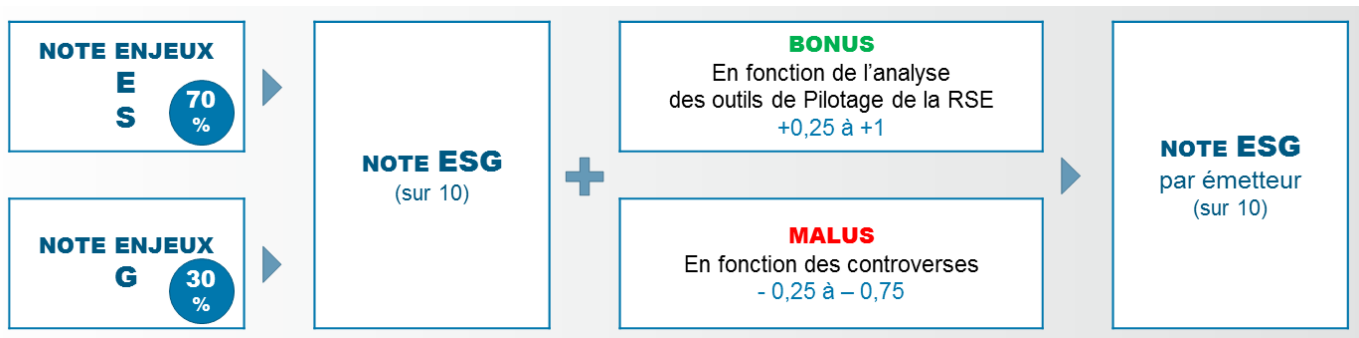 NOTE ENJEUX
E
S
70
%
NOTE ENJEUX
G
30
%
NOTE ESG
(sur 10)
BONUS
En fonction de l’analyse
des outils de Pilotage de la RSE
+0,25 à +1
MALUS
En fonction des controverses
- 0,25 à – 0,75
NOTE ESG
par émetteur
(sur 10)